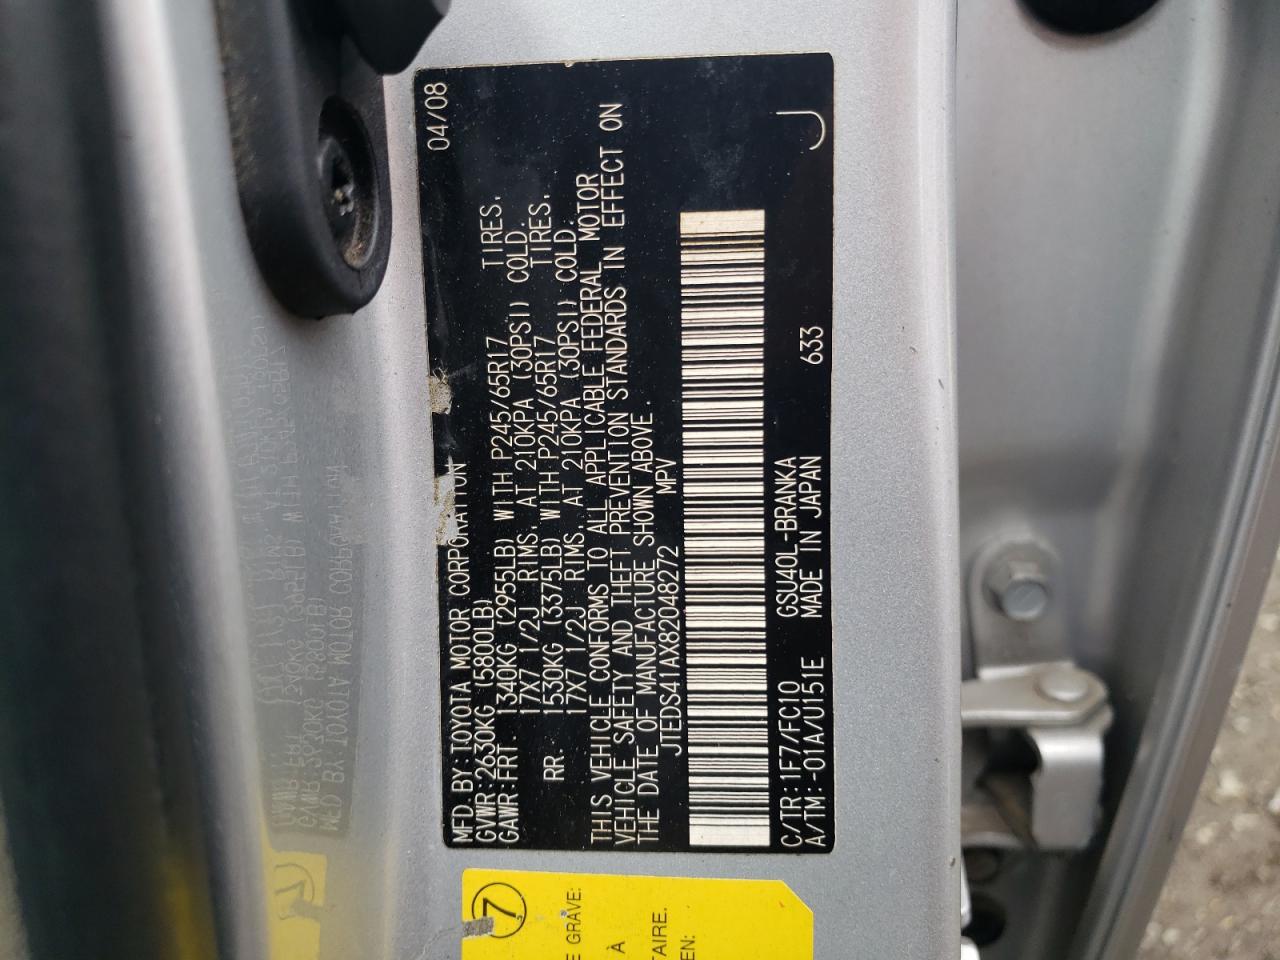 MFD. BY: TOYOTA MOTOR CORPORATION 04/08
GVWR: 2630KG (5800LB)
GAWR: FRT. 1340KG (2955LB) WITH P245/65R17 TIRES,
17X7 1/2J RIMS, AT 210KPA (30PSI) COLD.
RR. 1530KG (3375LB) WITH P245/65R17 TIRES,
17X7 1/2J RIMS, AT 210KPA (30PSI) COLD.
THIS VEHICLE CONFORMS TO ALL APPLICABLE FEDERAL MOTOR
VEHICLE SAFETY AND THEFT PREVENTION STANDARDS IN EFFECT ON
THE DATE OF MANUFACTURE SHOWN ABOVE.
JTEDS41AX82048272 MPV
C/TR: 1F7/FC10 GSU40L-BRANKA
A/TM: -01A/U151E MADE IN JAPAN 633 J
7
E GRAVE:
À
TAIRE.
EN: